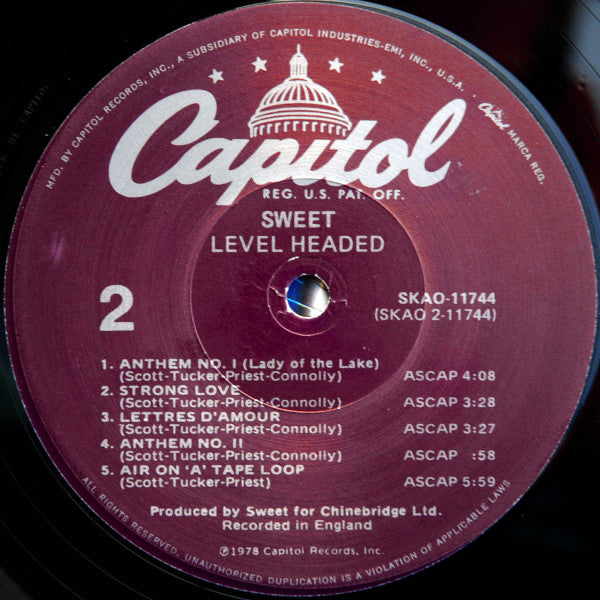 MFD. BY CAPITOL RECORDS, INC., A SUBSIDIARY OF CAPITOL INDUSTRIES-EMI, INC., U.S.A.
Capitol MARCA REG.
Capitol
REG. U.S. PAT. OFF.
SWEET
LEVEL HEADED
2
SKAO-11744
(SKAO 2-11744)
1. ANTHEM NO. I (Lady of the Lake)
(Scott-Tucker-Priest-Connolly) ASCAP 4:08
2. STRONG LOVE
(Scott-Tucker-Priest-Connolly) ASCAP 3:28
3. LETTRES D'AMOUR
(Scott-Tucker-Priest-Connolly) ASCAP 3:27
4. ANTHEM NO. II
(Scott-Tucker-Priest-Connolly) ASCAP :58
5. AIR ON 'A' TAPE LOOP
(Scott-Tucker-Priest) ASCAP 5:59
Produced by Sweet for Chinebridge Ltd.
Recorded in England
℗1978 Capitol Records, Inc.
ALL RIGHTS RESERVED. UNAUTHORIZED DUPLICATION IS A VIOLATION OF APPLICABLE LAWS